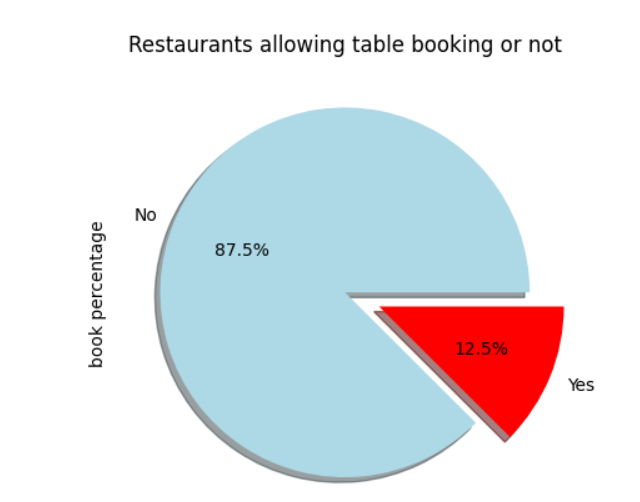 Restaurants allowing table booking or not
No
87.5%
book percentage
12.5%
Yes